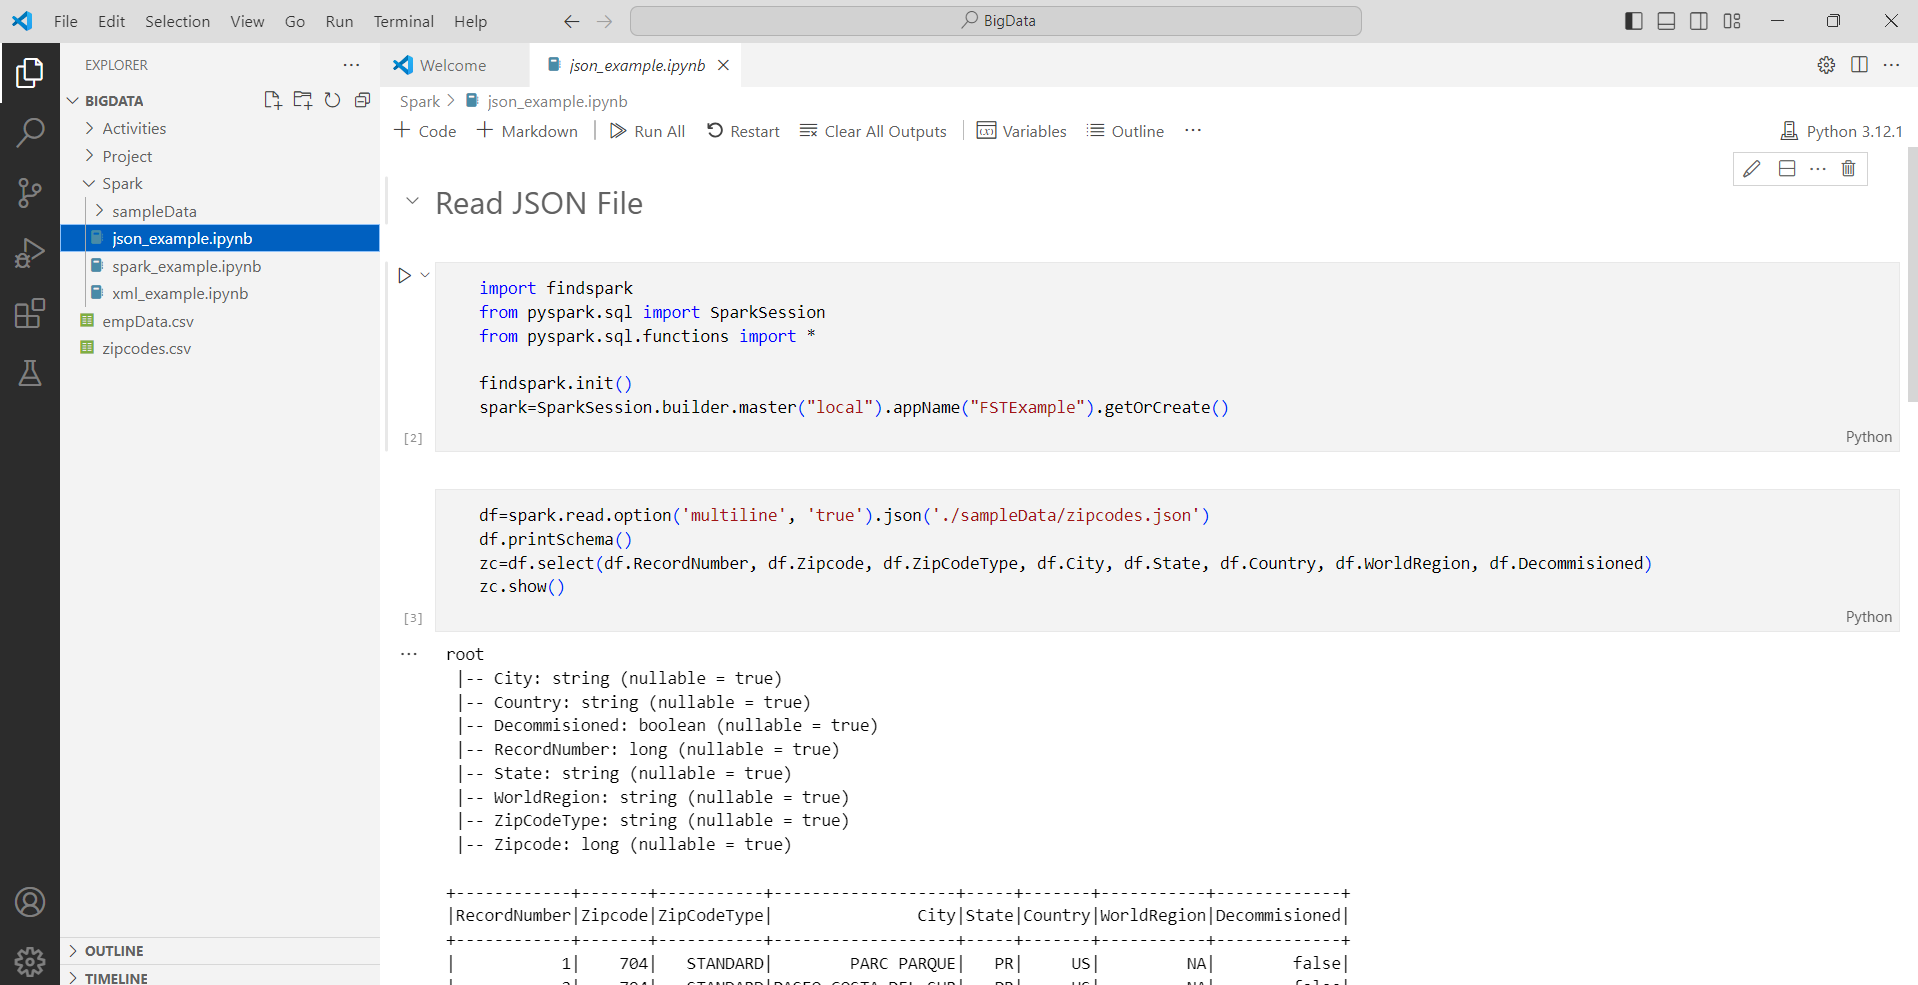 File Edit Selection View Go Run Terminal Help
BigData
EXPLORER
BIGDATA
Activities
Project
Spark
sampleData
json_example.ipynb
spark_example.ipynb
xml_example.ipynb
empData.csv
zipcodes.csv
OUTLINE
TIMELINE
Welcome
json_example.ipynb
Spark > json_example.ipynb
+ Code + Markdown Run All Restart Clear All Outputs Variables Outline ...
Python 3.12.1
Read JSON File
import findspark
from pyspark.sql import SparkSession
from pyspark.sql.functions import *
findspark.init()
spark=SparkSession.builder.master("local").appName("FSTExample").getOrCreate()
[2]
Python
df=spark.read.option('multiline', 'true').json('./sampleData/zipcodes.json')
df.printSchema()
zc=df.select(df.RecordNumber, df.Zipcode, df.ZipCodeType, df.City, df.State, df.Country, df.WorldRegion, df.Decommisioned)
zc.show()
[3]
Python
root
|-- City: string (nullable = true)
|-- Country: string (nullable = true)
|-- Decommisioned: boolean (nullable = true)
|-- RecordNumber: long (nullable = true)
|-- State: string (nullable = true)
|-- WorldRegion: string (nullable = true)
|-- ZipCodeType: string (nullable = true)
|-- Zipcode: long (nullable = true)
+------------+-------+-----------+-------------------+-----+-------+-----------+-------------+
|RecordNumber|Zipcode|ZipCodeType|               City|State|Country|WorldRegion|Decommisioned|
+------------+-------+-----------+-------------------+-----+-------+-----------+-------------+
|           1|    704|   STANDARD|        PARC PARQUE|   PR|     US|         NA|        false|